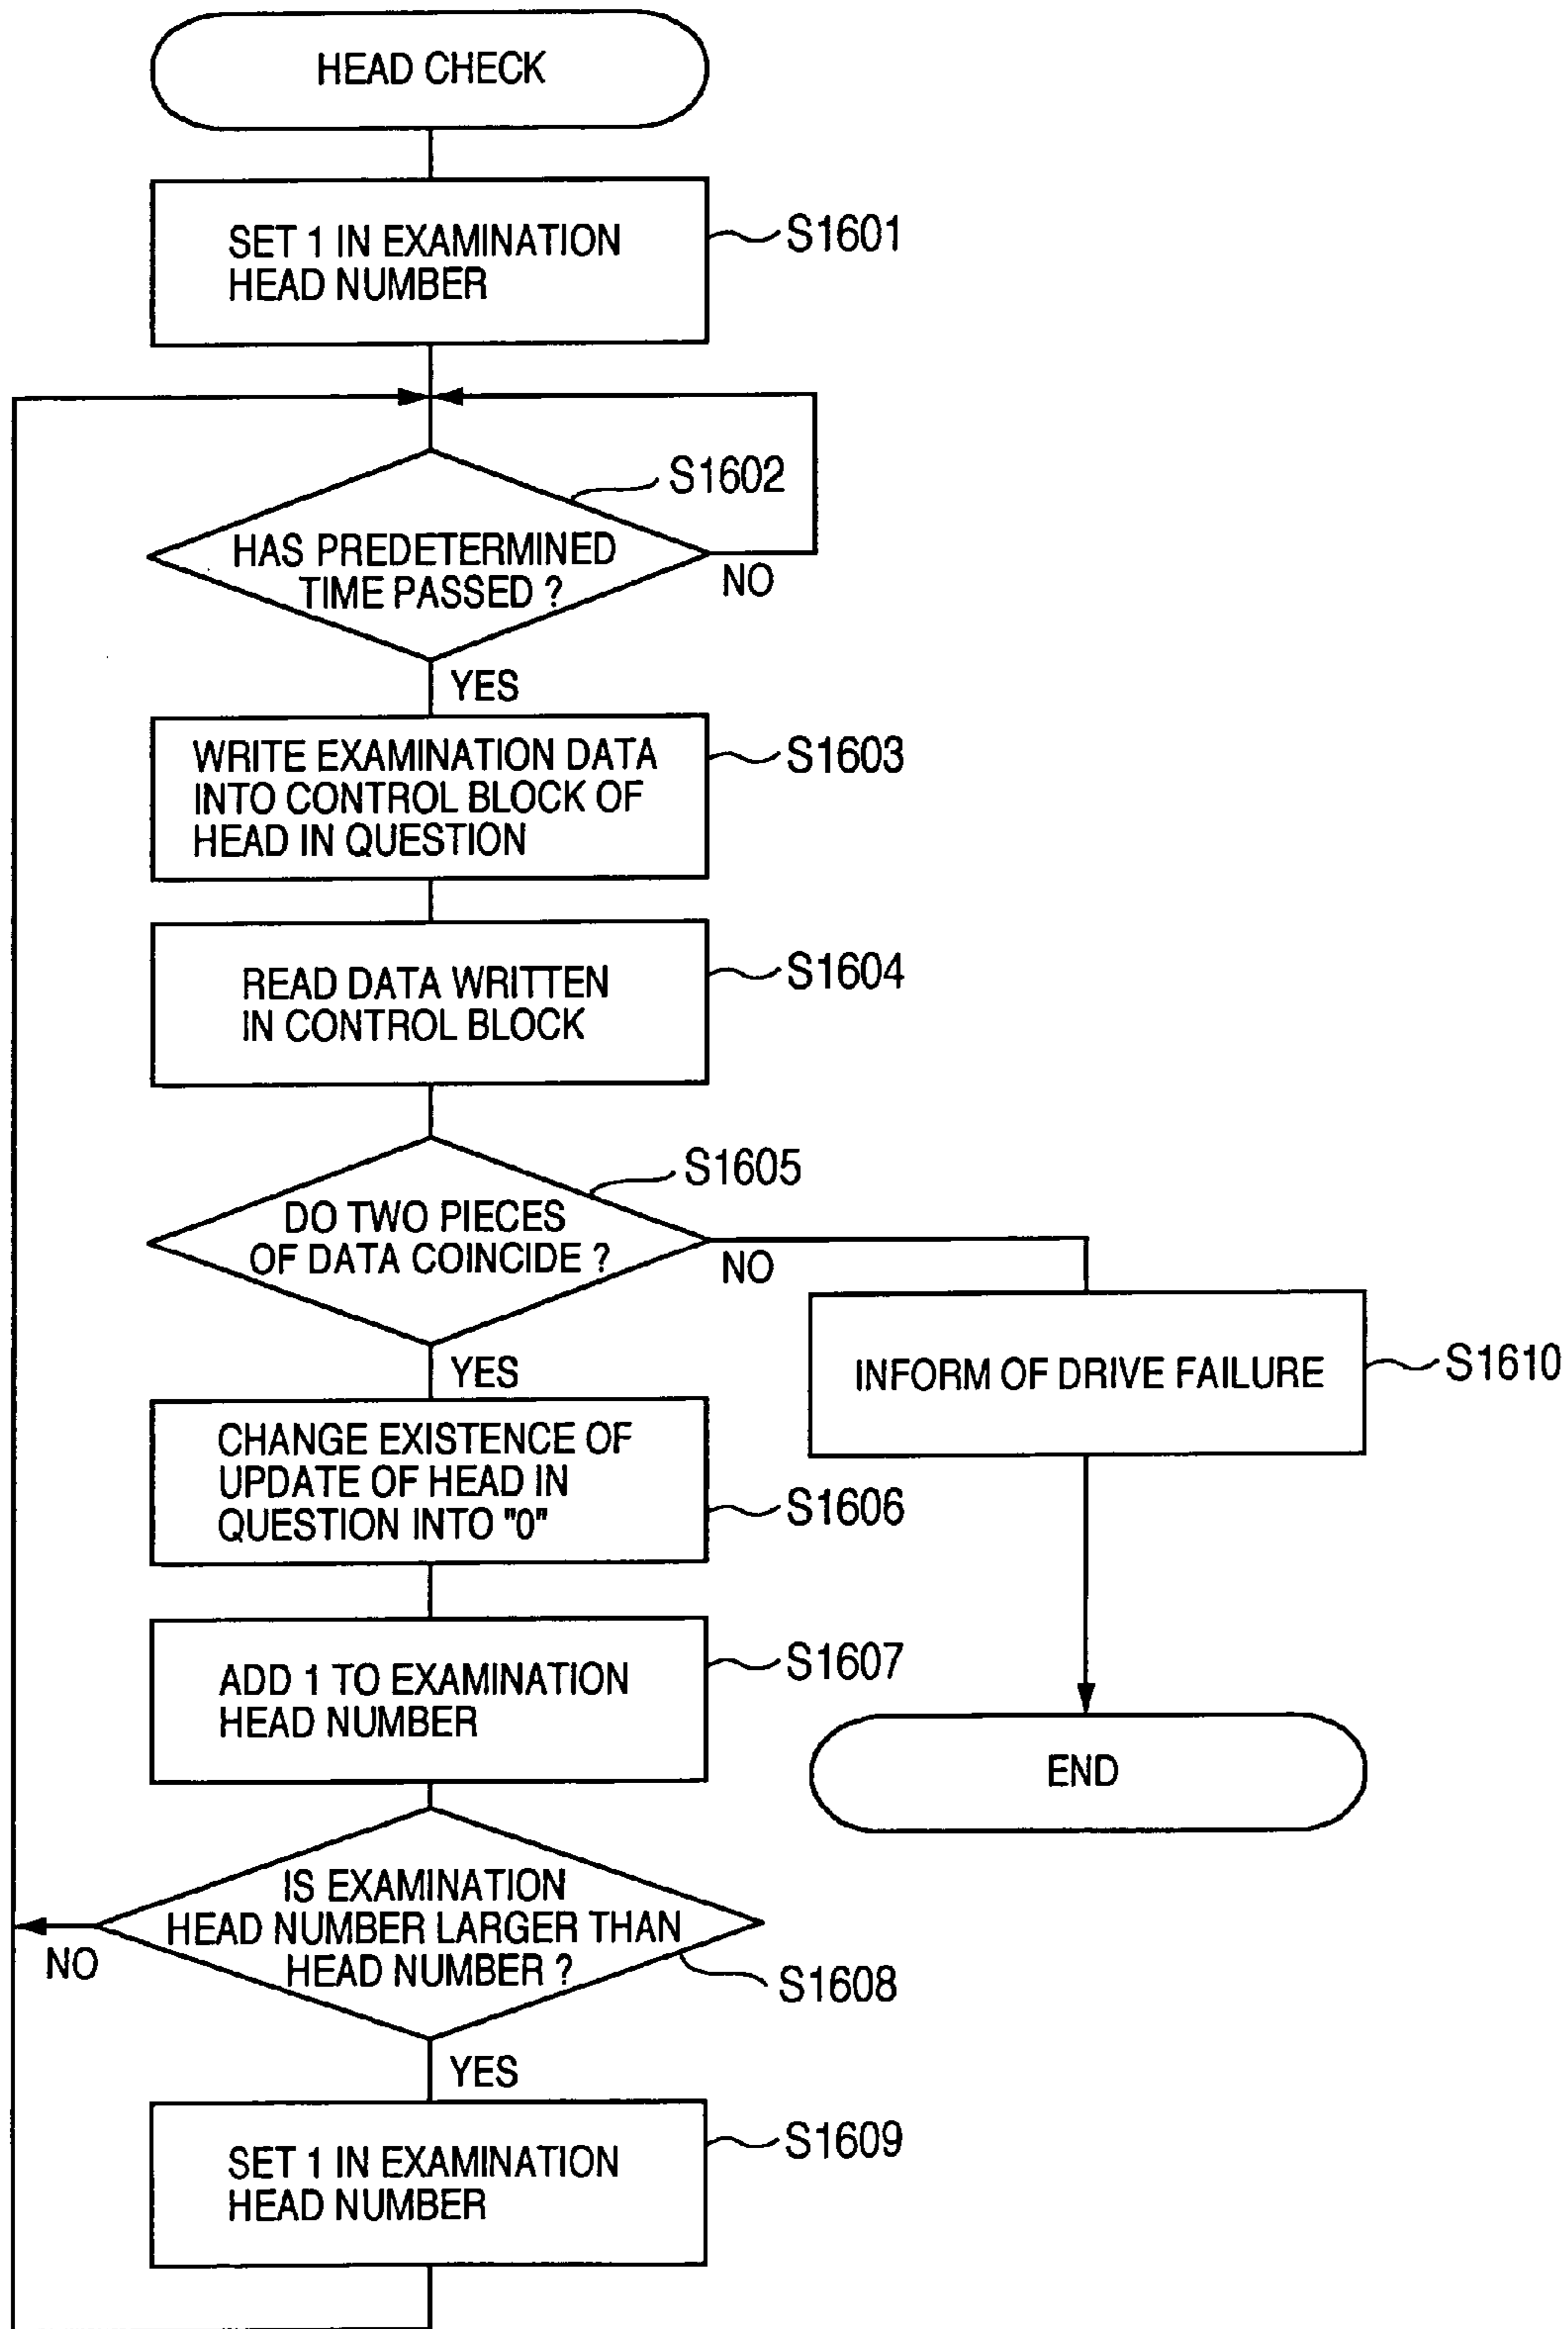 HEAD CHECK
SET 1 IN EXAMINATION
HEAD NUMBER
S1601
S1602
HAS PREDETERMINED
TIME PASSED ?
NO
YES
WRITE EXAMINATION DATA
INTO CONTROL BLOCK OF
HEAD IN QUESTION
S1603
READ DATA WRITTEN
IN CONTROL BLOCK
S1604
S1605
DO TWO PIECES
OF DATA COINCIDE ?
NO
YES
INFORM OF DRIVE FAILURE
S1610
CHANGE EXISTENCE OF
UPDATE OF HEAD IN
QUESTION INTO "0"
S1606
ADD 1 TO EXAMINATION
HEAD NUMBER
S1607
END
IS EXAMINATION
HEAD NUMBER LARGER THAN
HEAD NUMBER ?
NO
S1608
YES
SET 1 IN EXAMINATION
HEAD NUMBER
S1609